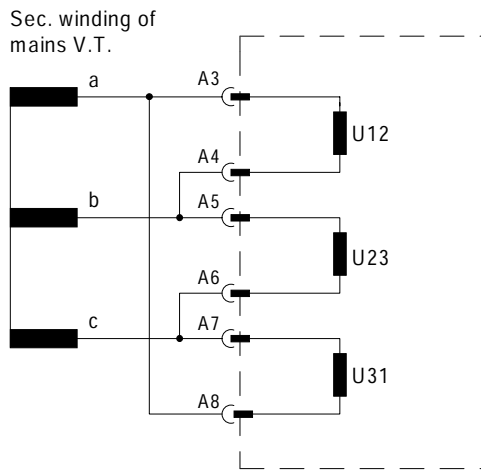 Sec. winding of
mains V.T.
a
A3
U12
A4
b
A5
U23
A6
c
A7
U31
A8